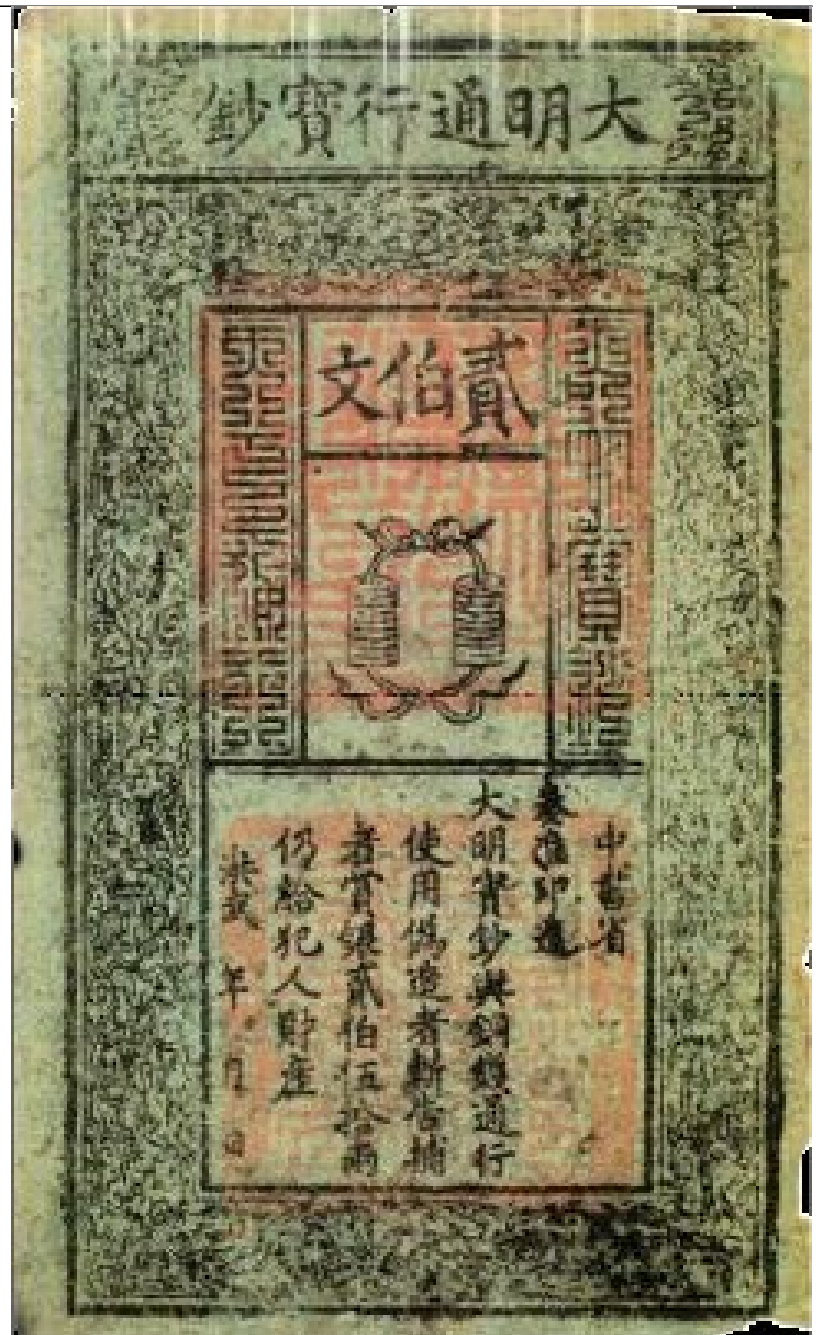 大明通行寶鈔
貳伯文
中書省
奏准印造
大明寶鈔與銅錢通行
使用偽造者斬告捕
者賞銀貳伯伍拾兩
仍給犯人財產
洪武 年 月 日